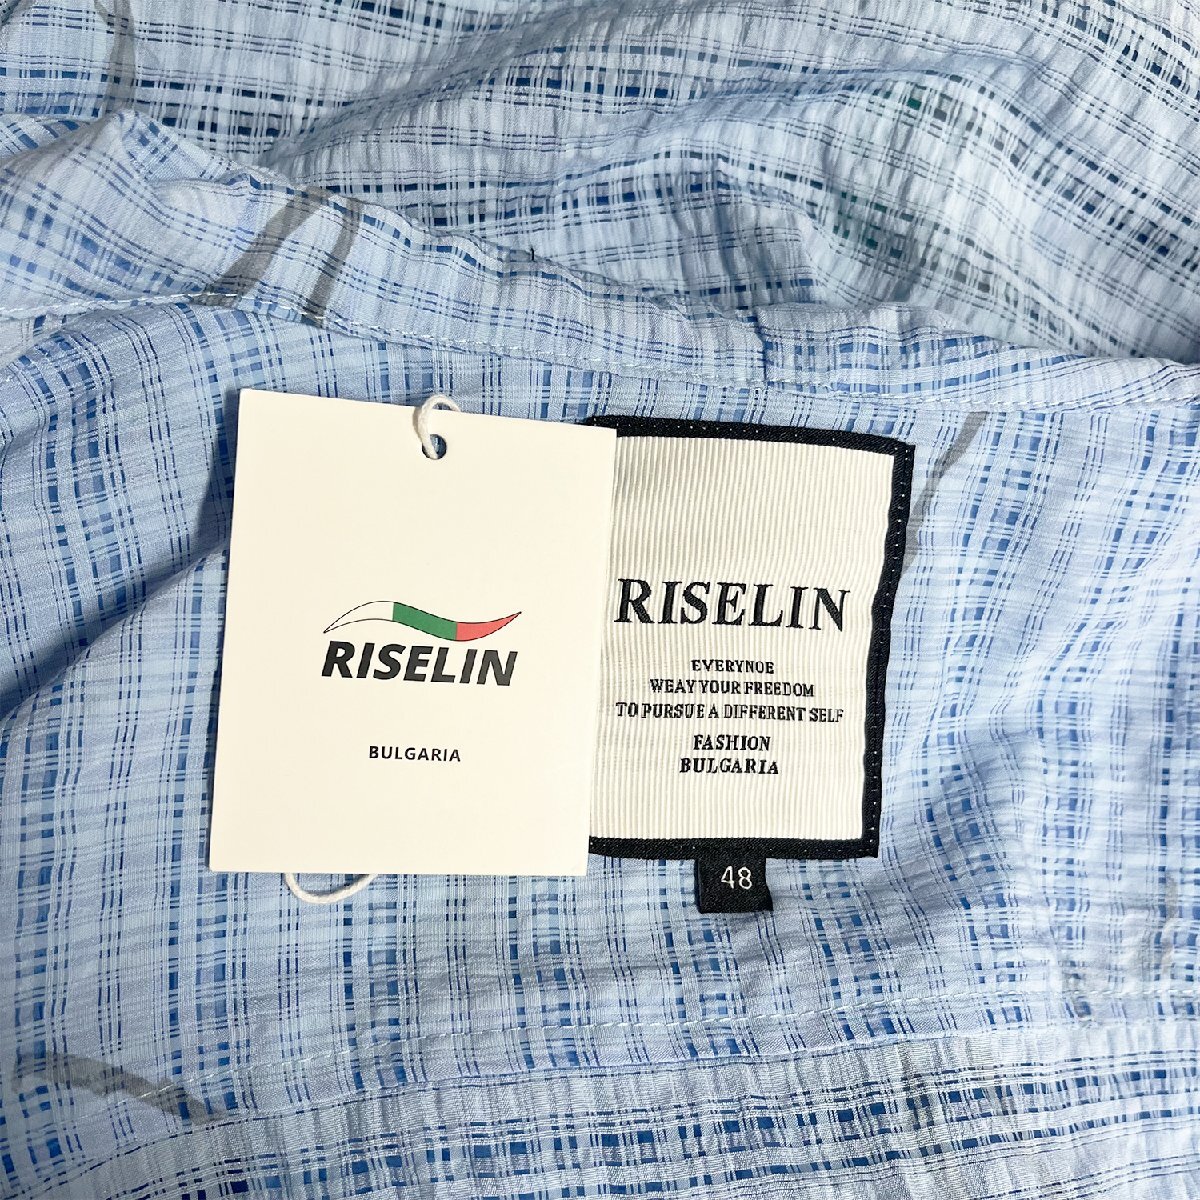 RISELIN
BULGARIA
RISELIN
EVERYNOE
WEAY YOUR FREEDOM
TO PURSUE A DIFFERENT SELF
FASHION
BULGARIA
48